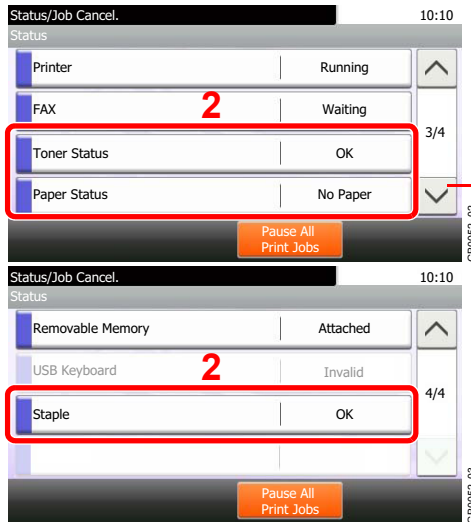 Status/Job Cancel. 10:10
Status
Printer Running
FAX Waiting
2
3/4
Toner Status OK
Paper Status No Paper
Pause All
Print Jobs
Status/Job Cancel. 10:10
Status
Removable Memory Attached
USB Keyboard Invalid
2
4/4
Staple OK
Pause All
Print Jobs